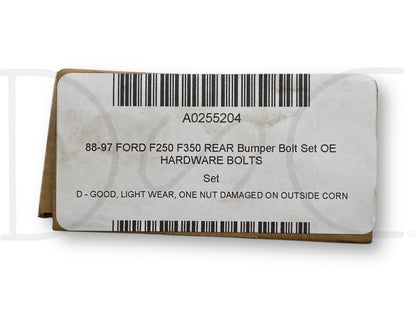 A0255204
88-97 FORD F250 F350 REAR Bumper Bolt Set OE
HARDWARE BOLTS
Set
D - GOOD, LIGHT WEAR, ONE NUT DAMAGED ON OUTSIDE CORN